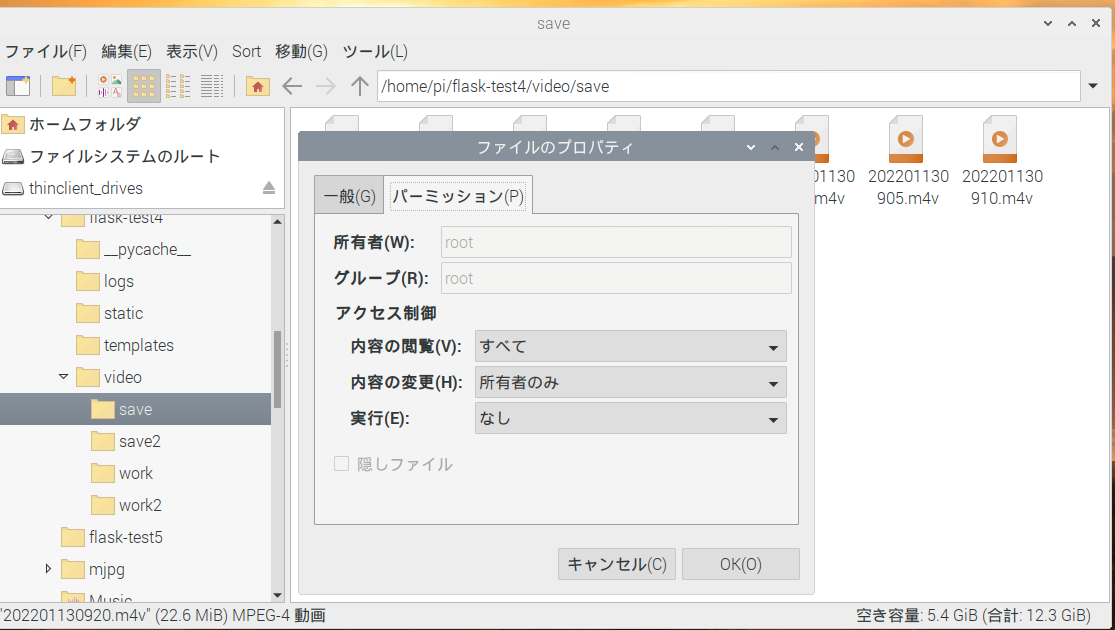 save
ファイル(F) 編集(E) 表示(V) Sort 移動(G) ツール(L)
/home/pi/flask-test4/video/save
ホームフォルダ
ファイルシステムのルート
thinclient_drives
flask-test4
__pycache__
logs
static
templates
video
save
save2
work
work2
flask-test5
mjpg
Music
01130 202201130 202201130
m4v 905.m4v 910.m4v
ファイルのプロパティ
一般(G) パーミッション(P)
所有者(W): root
グループ(R): root
アクセス制御
内容の閲覧(V): すべて
内容の変更(H): 所有者のみ
実行(E): なし
隠しファイル
キャンセル(C) OK(O)
"202201130920.m4v" (22.6 MiB) MPEG-4 動画 空き容量: 5.4 GiB (合計: 12.3 GiB)